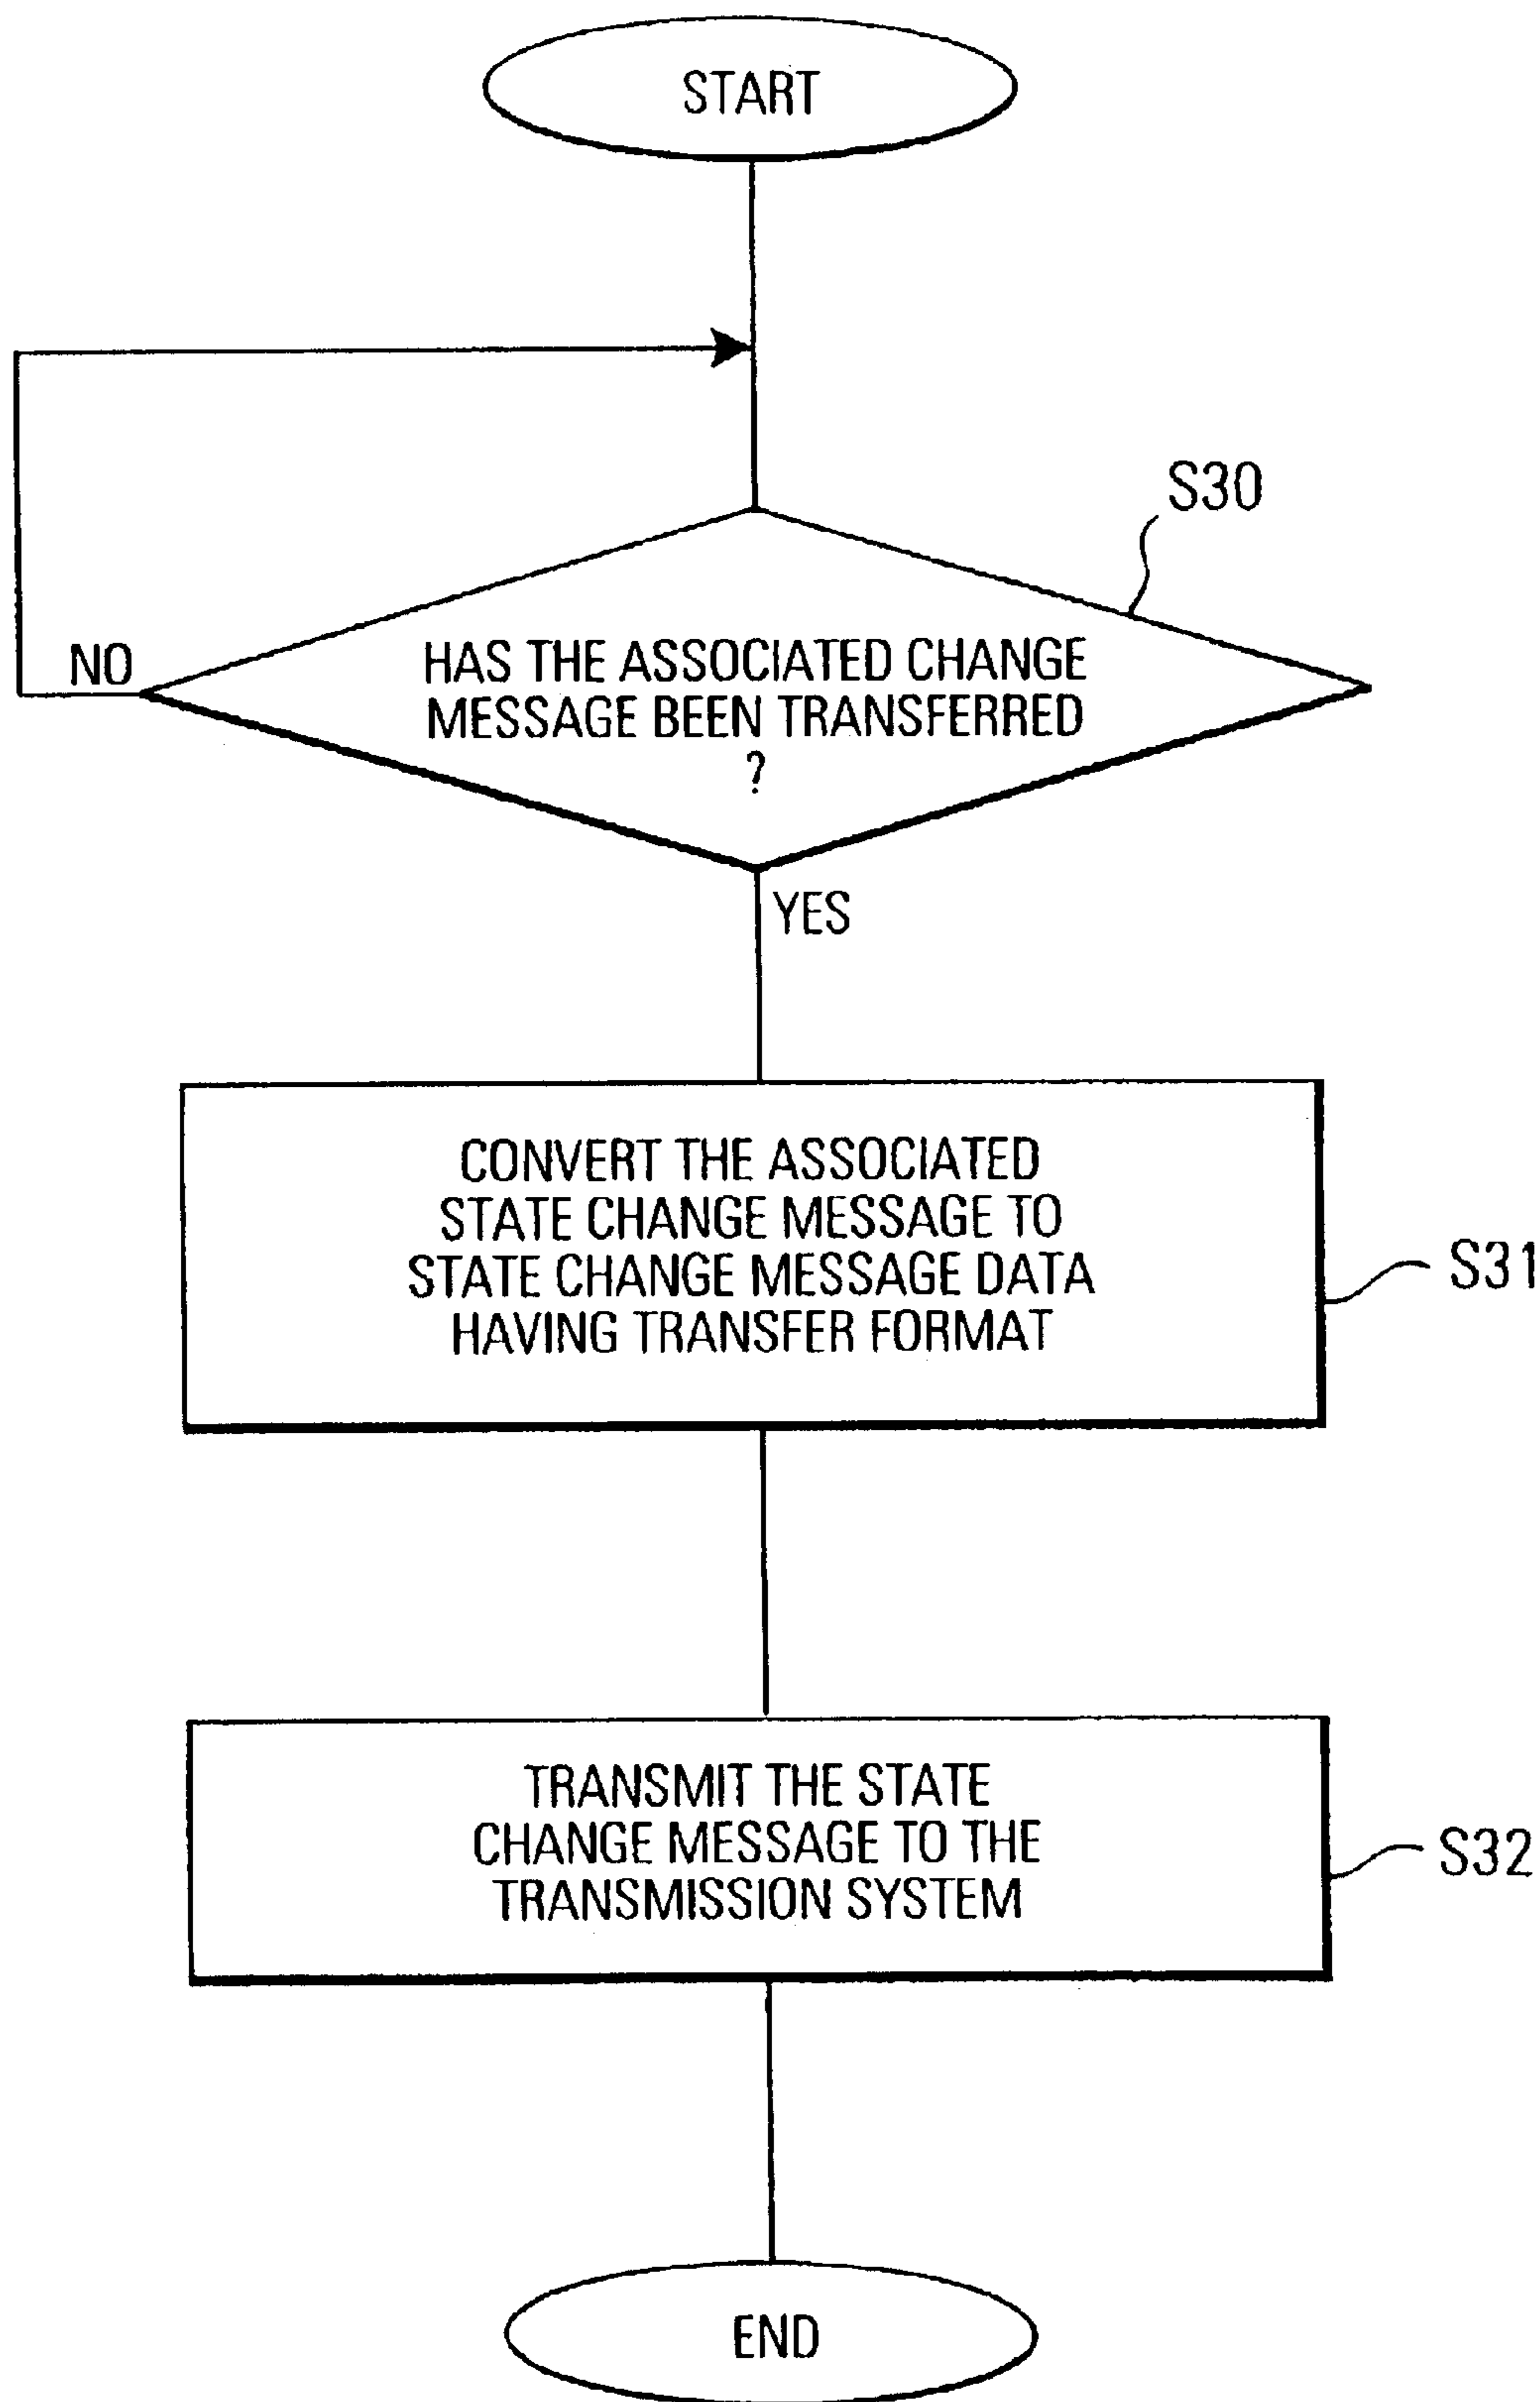 START
S30
NO
HAS THE ASSOCIATED CHANGE
MESSAGE BEEN TRANSFERRED
?
YES
CONVERT THE ASSOCIATED
STATE CHANGE MESSAGE TO
STATE CHANGE MESSAGE DATA
HAVING TRANSFER FORMAT
S31
TRANSMIT THE STATE
CHANGE MESSAGE TO THE
TRANSMISSION SYSTEM
S32
END